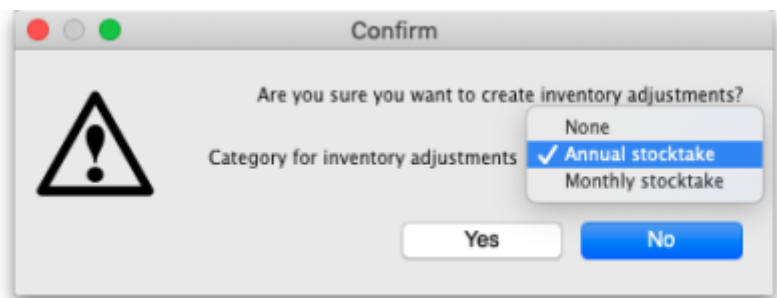 Confirm
Are you sure you want to create inventory adjustments?
None
Category for inventory adjustments ✓ Annual stocktake
Monthly stocktake
Yes No